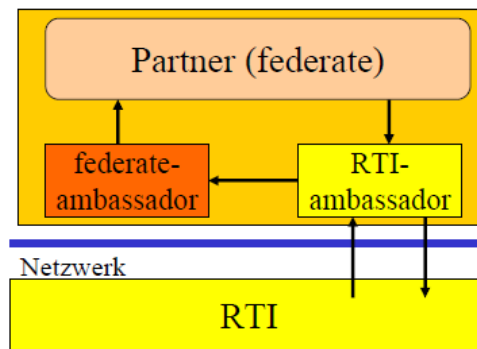 Partner (federate)
federate-
ambassador
RTI-
ambassador
Netzwerk
RTI